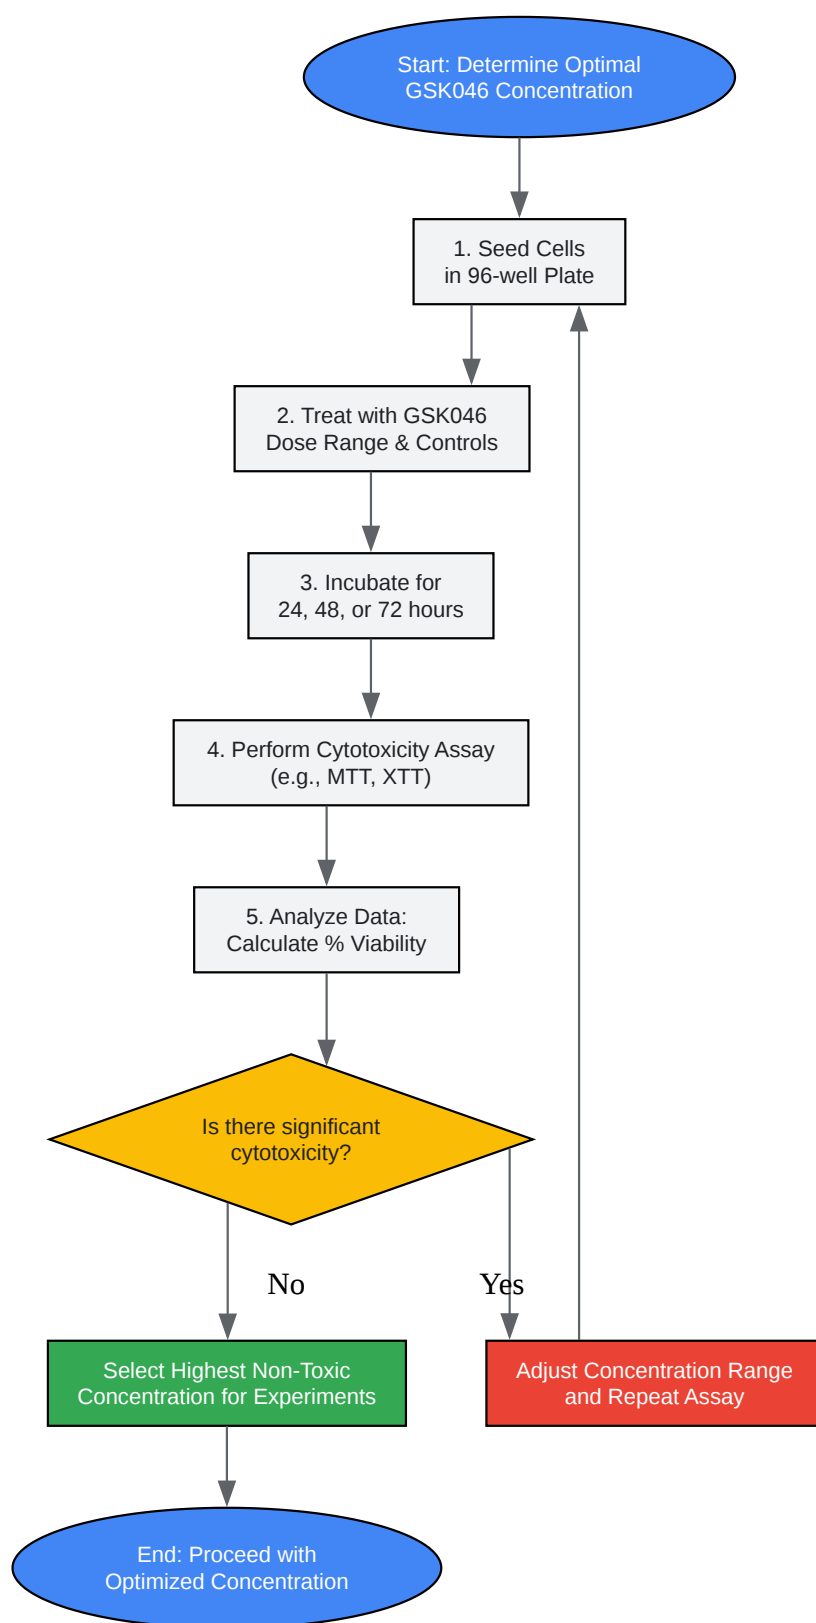 Start: Determine Optimal
GSK046 Concentration
1. Seed Cells
in 96-well Plate
2. Treat with GSK046
Dose Range & Controls
3. Incubate for
24, 48, or 72 hours
4. Perform Cytotoxicity Assay
(e.g., MTT, XTT)
5. Analyze Data:
Calculate % Viability
Is there significant
cytotoxicity?
No
Yes
Select Highest Non-Toxic
Concentration for Experiments
Adjust Concentration Range
and Repeat Assay
End: Proceed with
Optimized Concentration